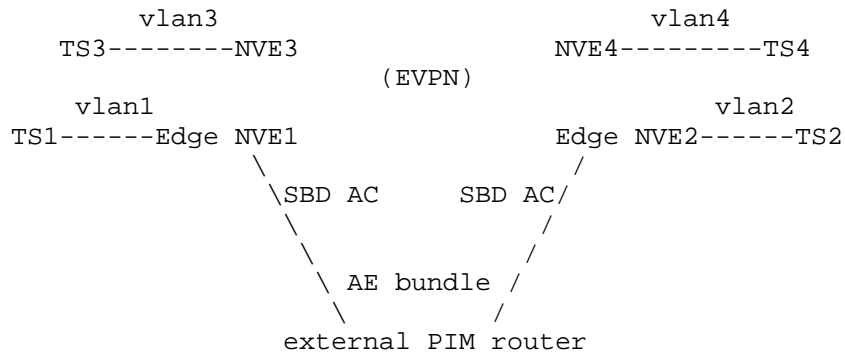 vlan3 vlan4
TS3--------NVE3 NVE4---------TS4
(EVPN)
vlan1 vlan2
TS1------Edge NVE1 Edge NVE2------TS2
SBD AC SBD AC
AE bundle
external PIM router